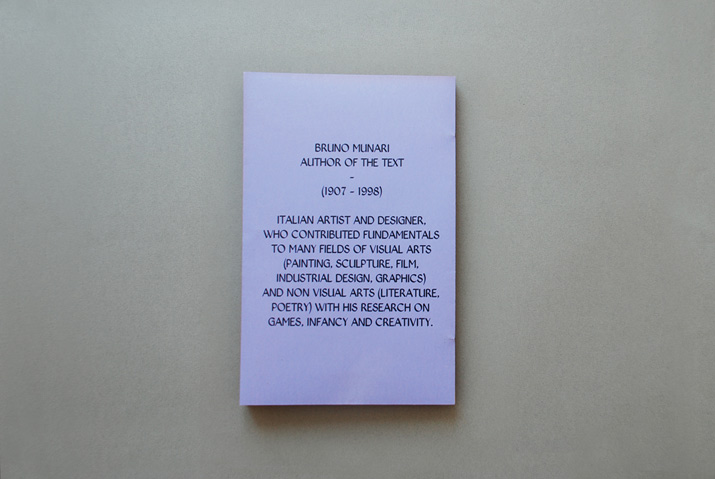 BRUNO MUNARI
AUTHOR OF THE TEXT
-
(1907 - 1998)
ITALIAN ARTIST AND DESIGNER,
WHO CONTRIBUTED FUNDAMENTALS
TO MANY FIELDS OF VISUAL ARTS
(PAINTING, SCULPTURE, FILM,
INDUSTRIAL DESIGN, GRAPHICS)
AND NON VISUAL ARTS (LITERATURE,
POETRY) WITH HIS RESEARCH ON
GAMES, INFANCY AND CREATIVITY.